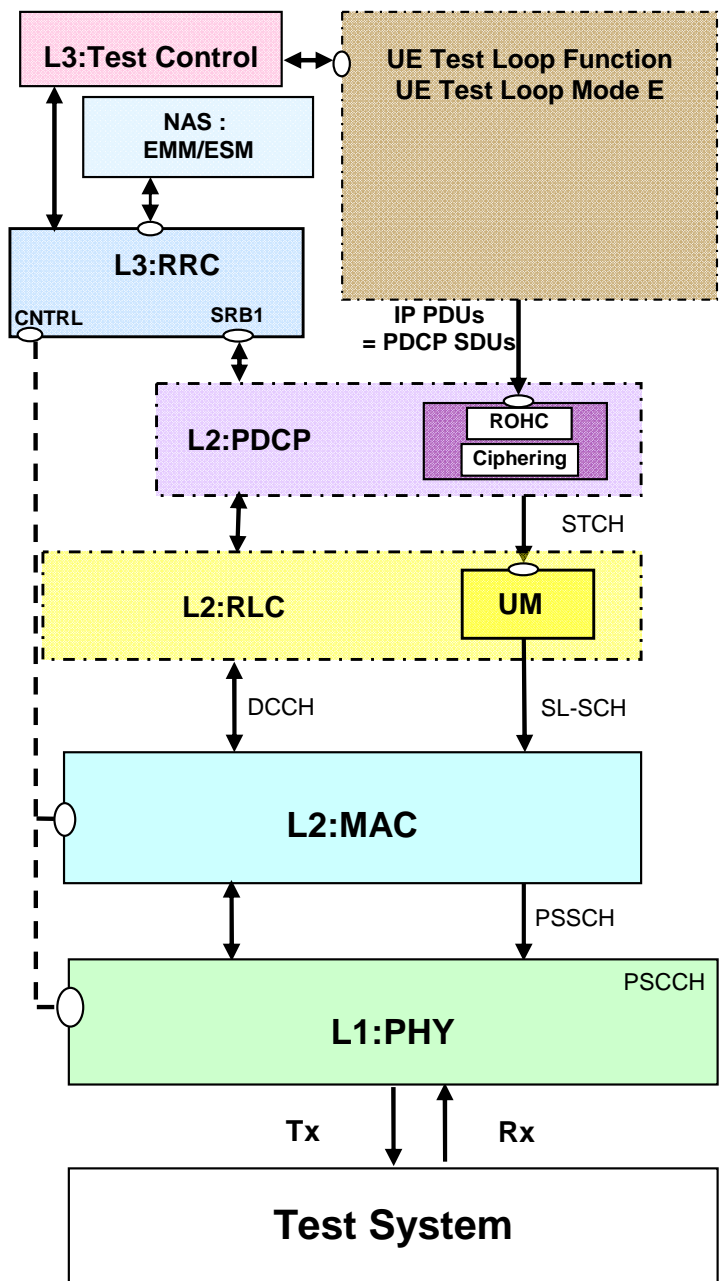 L3:Test Control
UE Test Loop Function
UE Test Loop Mode E
NAS :
EMM/ESM
L3:RRC
CNTRL
SRB1
IP PDUs
= PDCP SDUs
L2:PDCP
ROHC
Ciphering
STCH
L2:RLC
UM
DCCH
SL-SCH
L2:MAC
PSSCH
PSCCH
L1:PHY
Tx
Rx
Test System